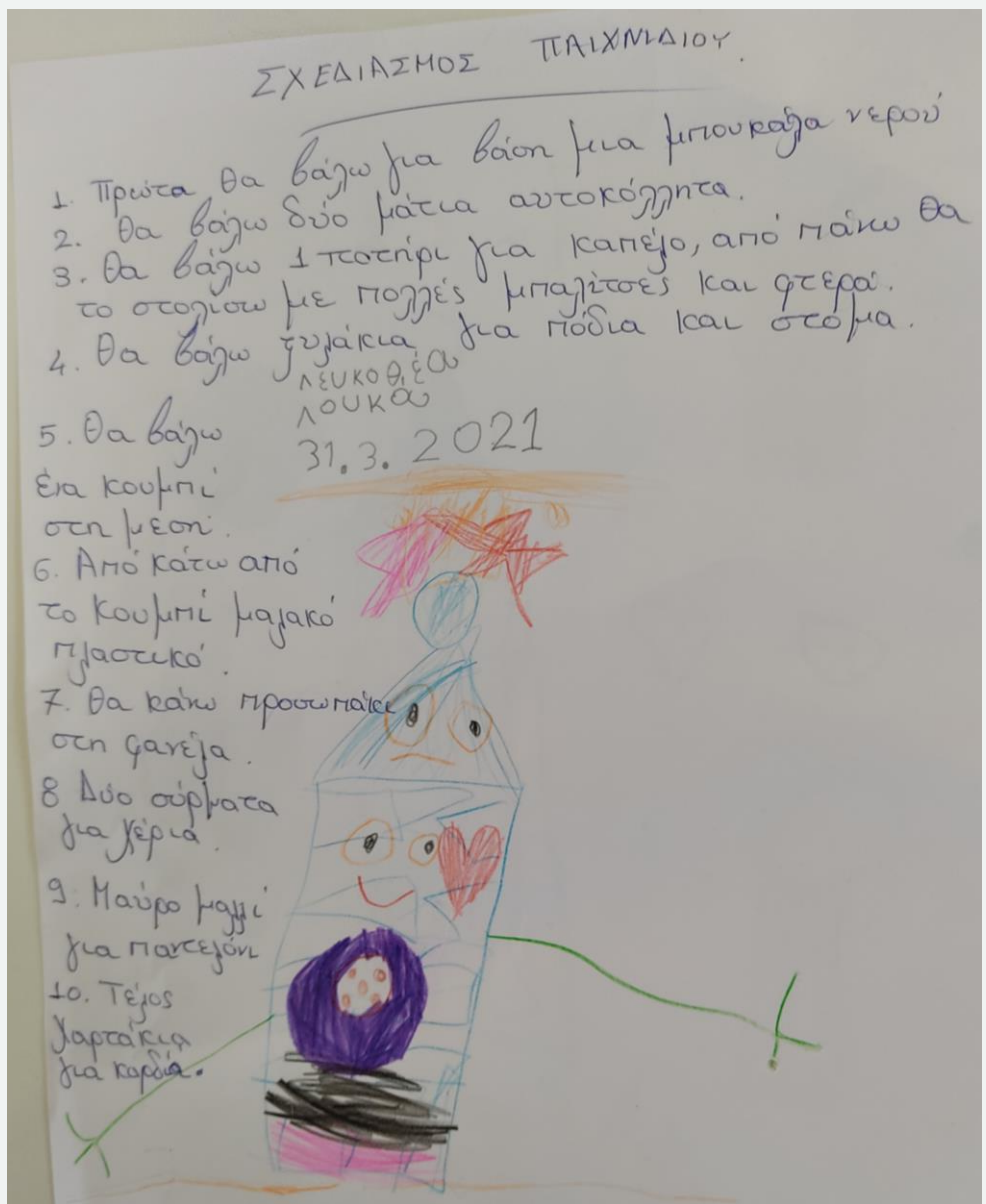 ΣΧΕΔΙΑΣΜΟΣ ΠΑΙΧΝΙΔΙΟΥ.
1. Πρώτα θα βάλω για βάση μια μπουκάλα νερού
2. Θα βάλω δύο μάτια αυτοκόλλητα.
3. Θα βάλω 1 ποτήρι για καπέλο, από πάνω θα
το στολίσω με πολλές μπαλίτσες και φτερά.
4. Θα βάλω ξυλάκια για πόδια και στόμα.
ΛΕΥΚΟΘΕΑ
ΛΟΥΚΑ
31.3.2021
5. Θα βάλω
ένα κουμπί
στη μέση.
6. Από κάτω από
το κουμπί μαλακό
πλαστικό.
7. Θα κάνω προσωπάκι
στη φανέλα.
8 Δύο σύρματα
για χέρια.
9. Μαύρο μαλλί
για παντελόνι
10. Τέλος
χαρτάκια
για καρδιά.